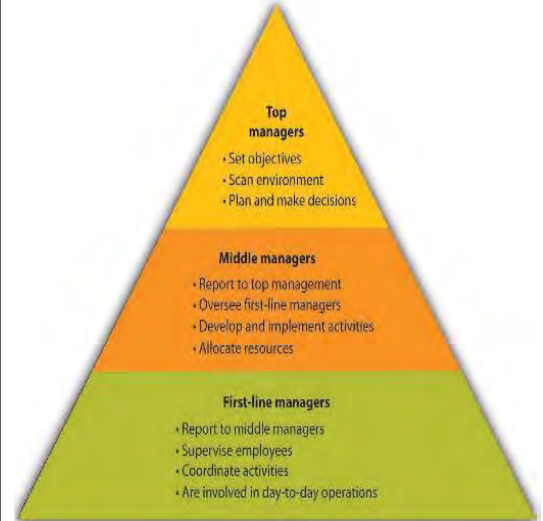 Top
managers
• Set objectives
• Scan environment
• Plan and make decisions
Middle managers
• Report to top management
• Oversee first-line managers
• Develop and implement activities
• Allocate resources
First-line managers
• Report to middle managers
• Supervise employees
• Coordinate activities
• Are involved in day-to-day operations